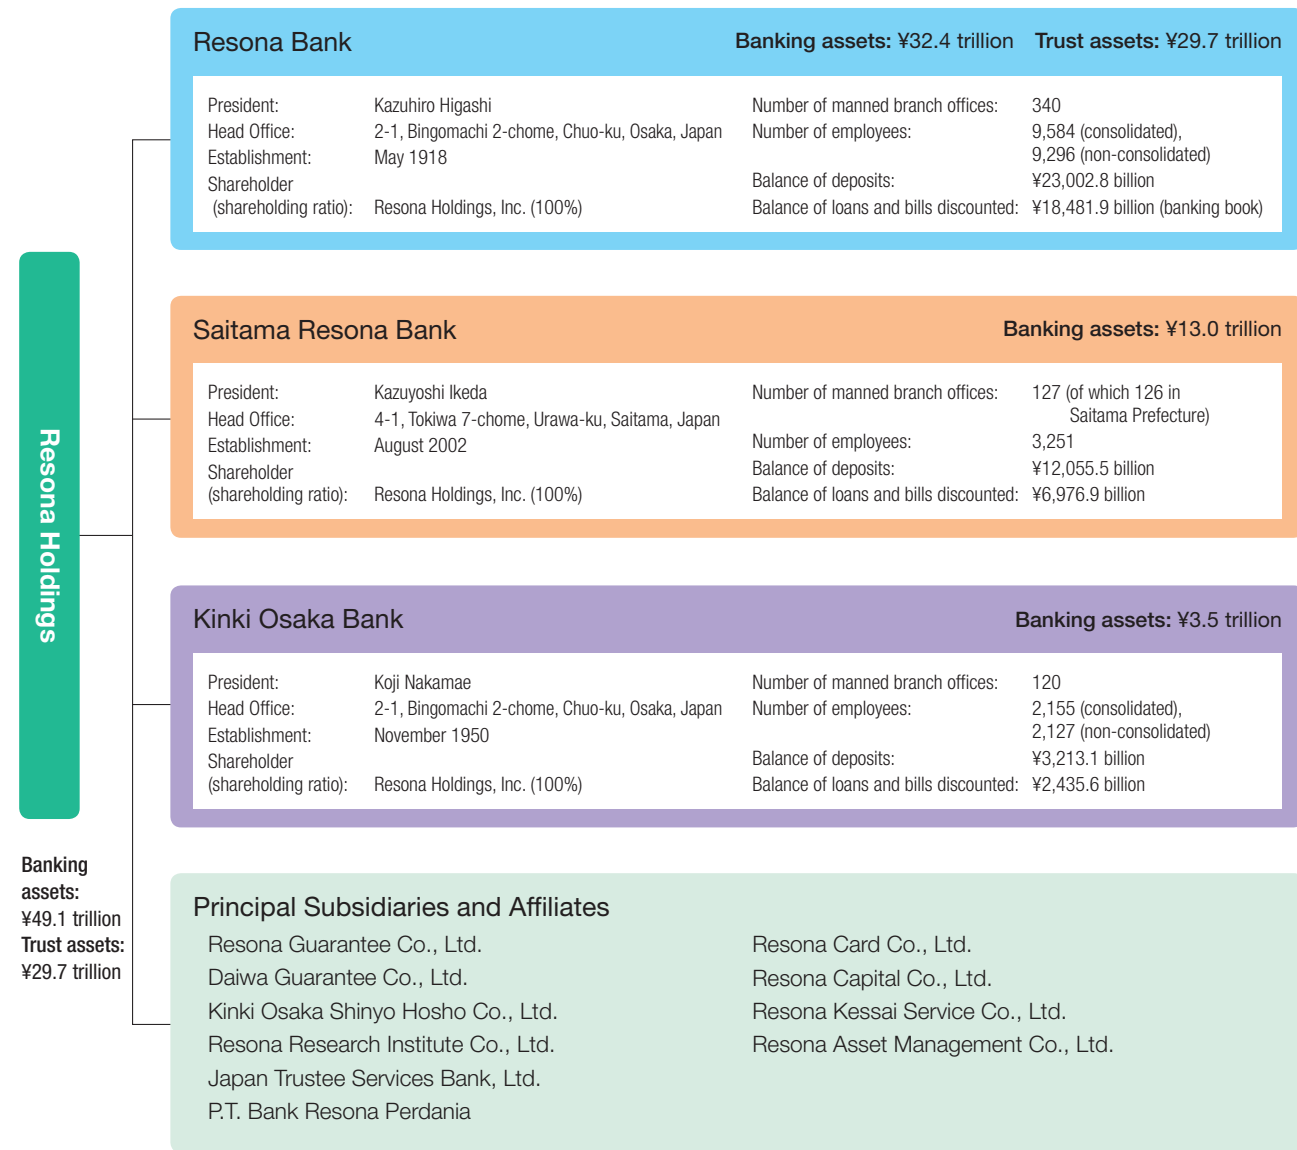 Resona Holdings
Banking
assets:
¥49.1 trillion
Trust assets:
¥29.7 trillion
Resona Bank
Banking assets: ¥32.4 trillion Trust assets: ¥29.7 trillion
President: Kazuhiro Higashi
Head Office: 2-1, Bingomachi 2-chome, Chuo-ku, Osaka, Japan
Establishment: May 1918
Shareholder
(shareholding ratio): Resona Holdings, Inc. (100%)
Number of manned branch offices: 340
Number of employees: 9,584 (consolidated),
9,296 (non-consolidated)
Balance of deposits: ¥23,002.8 billion
Balance of loans and bills discounted: ¥18,481.9 billion (banking book)
Saitama Resona Bank
Banking assets: ¥13.0 trillion
President: Kazuyoshi Ikeda
Head Office: 4-1, Tokiwa 7-chome, Urawa-ku, Saitama, Japan
Establishment: August 2002
Shareholder
(shareholding ratio): Resona Holdings, Inc. (100%)
Number of manned branch offices: 127 (of which 126 in
Saitama Prefecture)
Number of employees: 3,251
Balance of deposits: ¥12,055.5 billion
Balance of loans and bills discounted: ¥6,976.9 billion
Kinki Osaka Bank
Banking assets: ¥3.5 trillion
President: Koji Nakamae
Head Office: 2-1, Bingomachi 2-chome, Chuo-ku, Osaka, Japan
Establishment: November 1950
Shareholder
(shareholding ratio): Resona Holdings, Inc. (100%)
Number of manned branch offices: 120
Number of employees: 2,155 (consolidated),
2,127 (non-consolidated)
Balance of deposits: ¥3,213.1 billion
Balance of loans and bills discounted: ¥2,435.6 billion
Principal Subsidiaries and Affiliates
Resona Guarantee Co., Ltd.
Daiwa Guarantee Co., Ltd.
Kinki Osaka Shinyo Hosho Co., Ltd.
Resona Research Institute Co., Ltd.
Japan Trustee Services Bank, Ltd.
P.T. Bank Resona Perdania
Resona Card Co., Ltd.
Resona Capital Co., Ltd.
Resona Kessai Service Co., Ltd.
Resona Asset Management Co., Ltd.